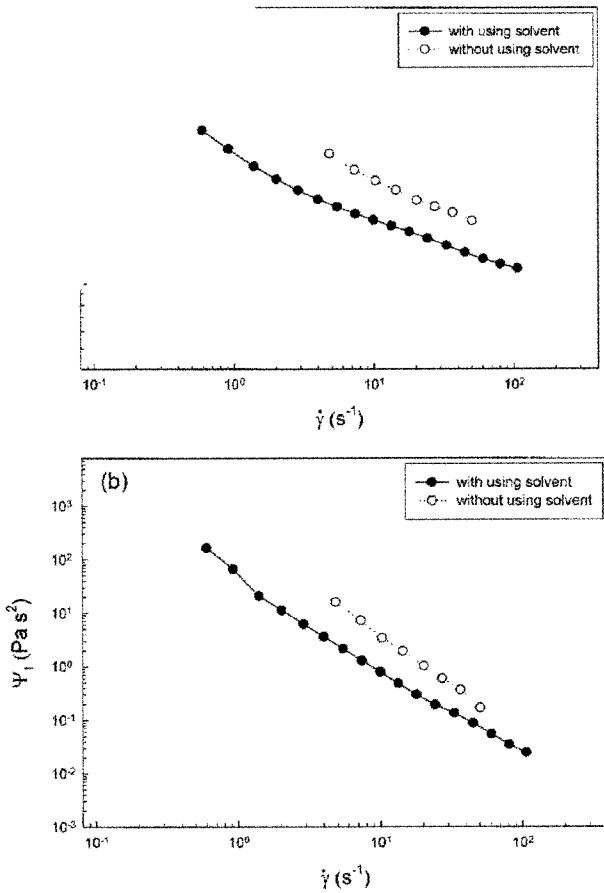 with using solvent
without using solvent
10⁻¹ 10⁰ 10¹ 10²
γ̇ (s⁻¹)
(b)
with using solvent
without using solvent
10³
10²
10¹
10⁰
10⁻¹
10⁻²
10⁻³
Ψ₁ (Pa s²)
10⁻¹ 10⁰ 10¹ 10²
γ̇ (s⁻¹)